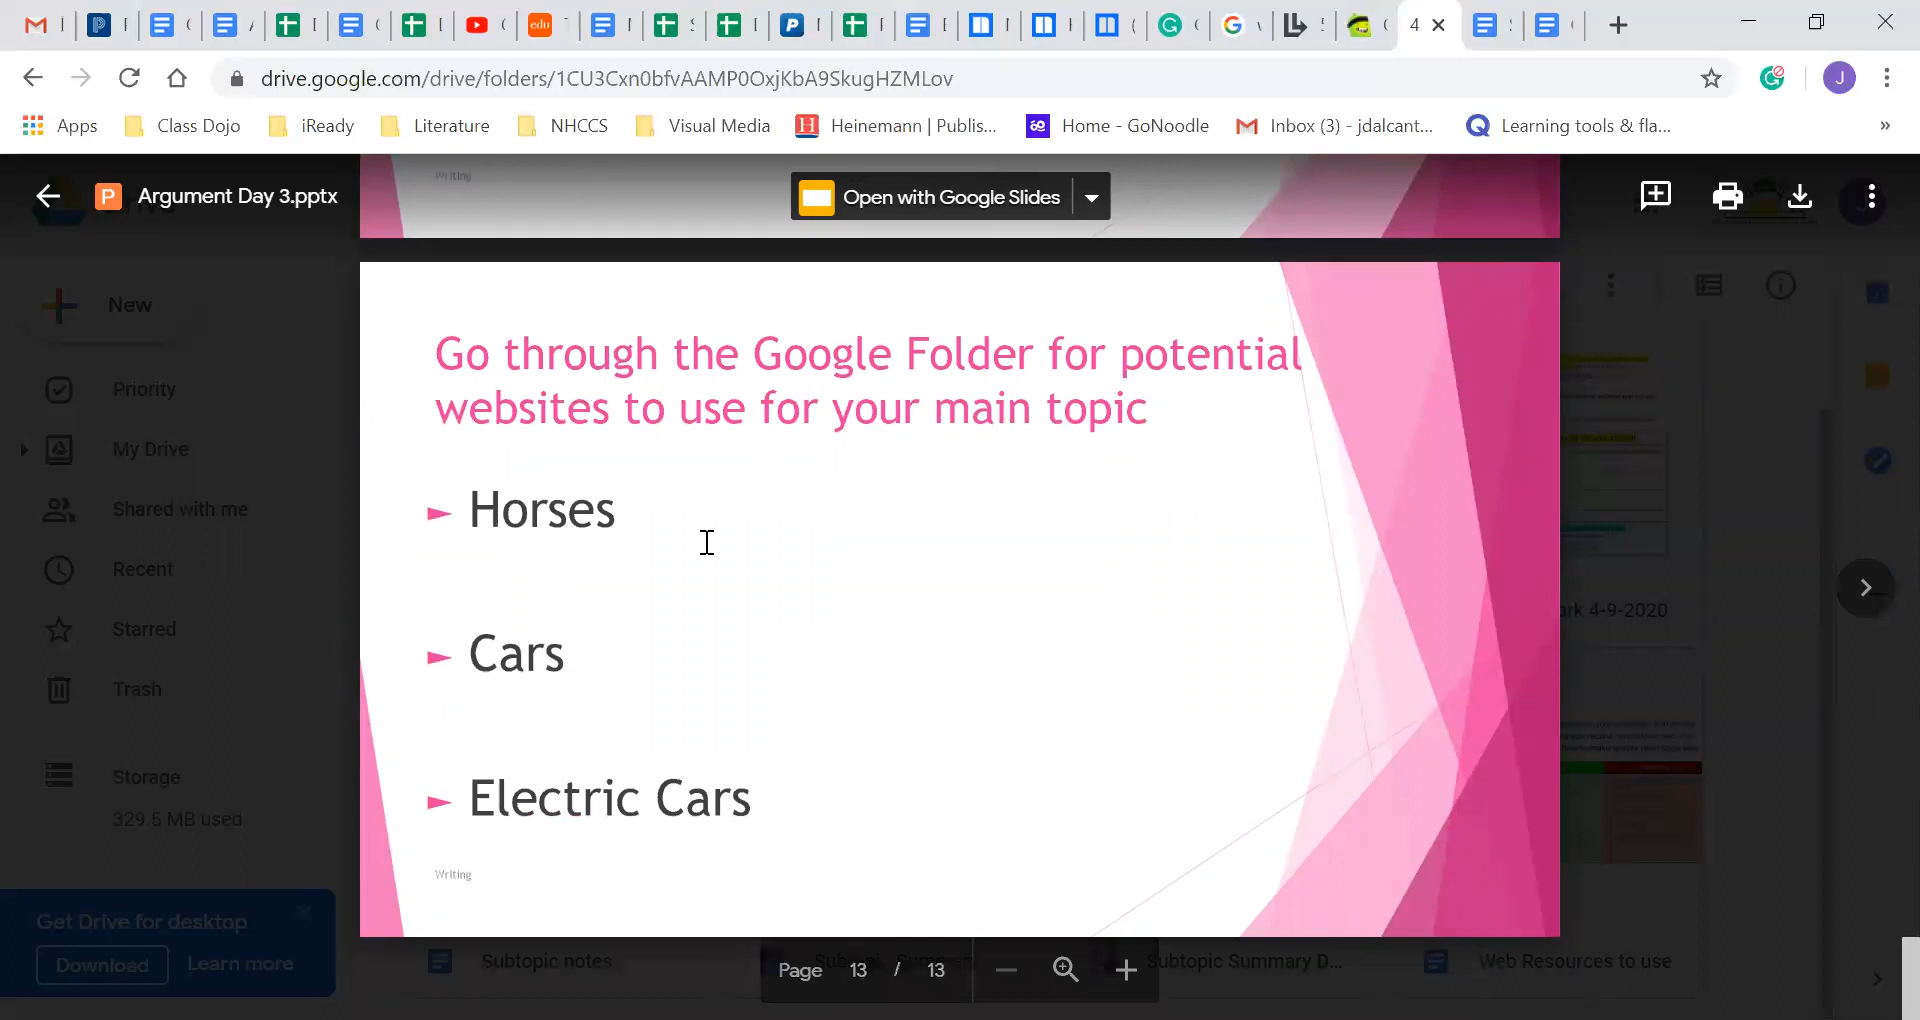 4
drive.google.com/drive/folders/1CU3Cxn0bfvAAMP0OxjKbA9SkugHZMLov
J
Apps
Class Dojo
iReady
Literature
NHCCS
Visual Media
Heinemann | Publis...
Home - GoNoodle
Inbox (3) - jdalcant...
Learning tools & fla...
»
Writing
Argument Day 3.pptx
Open with Google Slides
New
Priority
My Drive
Shared with me
Recent
Starred
Trash
Storage
329.5 MB used
Get Drive for desktop
Download
Learn more
Go through the Google Folder for potential
websites to use for your main topic
► Horses
► Cars
► Electric Cars
Writing
ark 4-9-2020
Subtopic notes
Subtopic Summary D...
Web Resources to use
Page 13 / 13